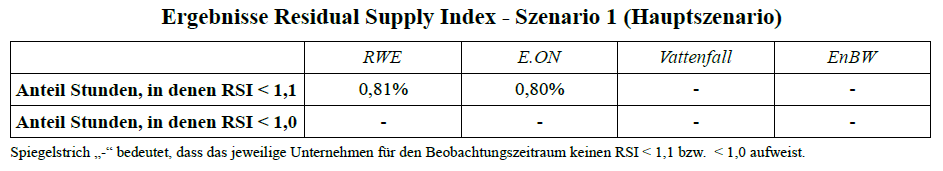 Ergebnisse Residual Supply Index - Szenario 1 (Hauptszenario)
RWE E.ON Vattenfall EnBW
Anteil Stunden, in denen RSI < 1,1 0,81% 0,80% - -
Anteil Stunden, in denen RSI < 1,0 - - - -
Spiegelstrich „-“ bedeutet, dass das jeweilige Unternehmen für den Beobachtungszeitraum keinen RSI < 1,1 bzw. < 1,0 aufweist.